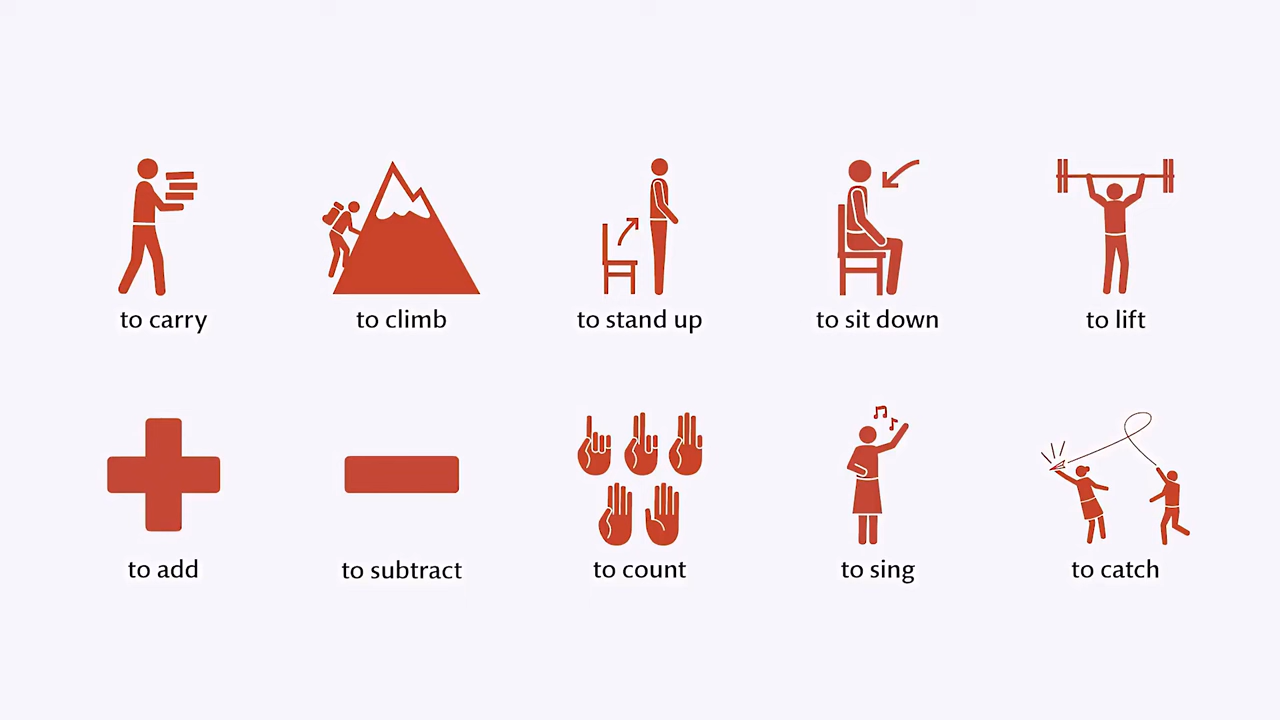 to carry
to climb
to stand up
to sit down
to lift
to add
to subtract
to count
to sing
to catch